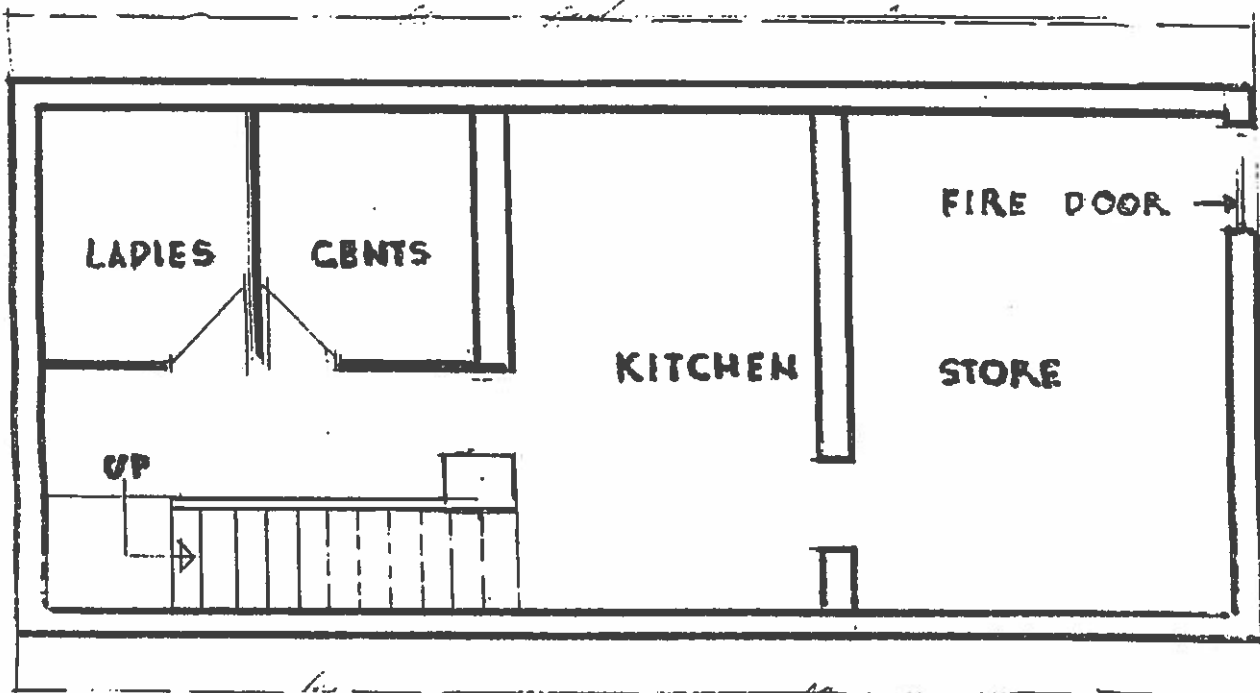 FIRE DOOR
LADIES
GENTS
KITCHEN
STORE
UP